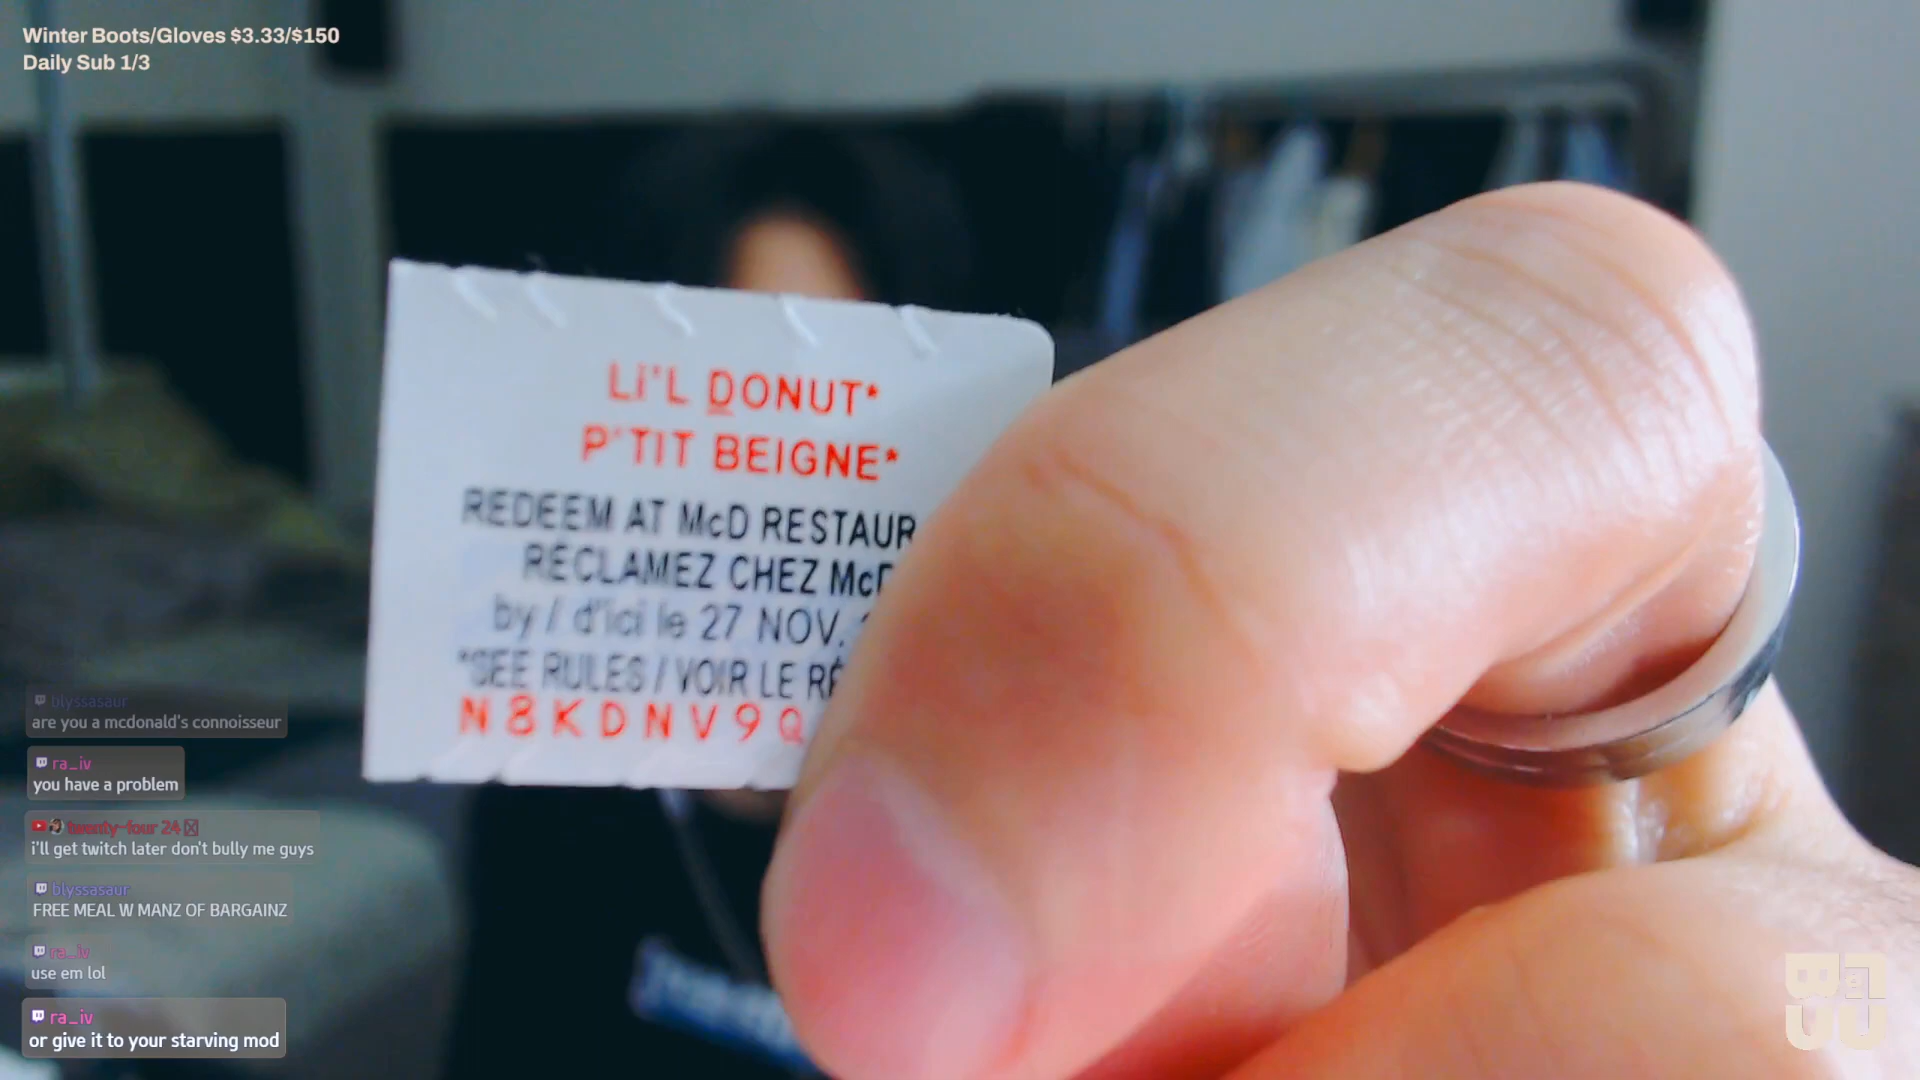 Winter Boots/Gloves $3.33/$150
Daily Sub 1/3
Li'L DONUT*
P'TIT BEIGNE*
REDEEM AT McD RESTAUR
RÉCLAMEZ CHEZ McD
by / d'ici le 27 NOV.
*SEE RULES / VOIR LE RÉ
N8KDNV9Q
blyssasaur
are you a mcdonald's connoisseur
ra_iv
you have a problem
twenty-four 24
i'll get twitch later don't bully me guys
blyssasaur
FREE MEAL W MANZ OF BARGAINZ
ra_iv
use em lol
ra_iv
or give it to your starving mod